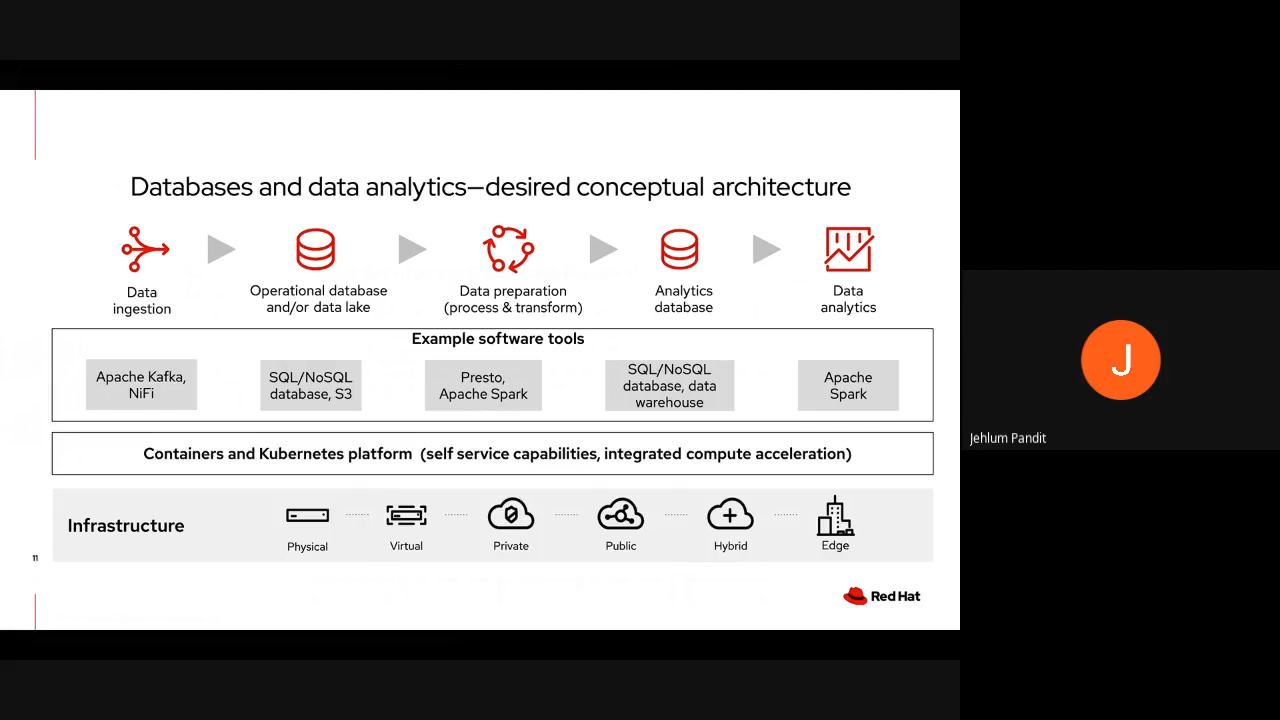 Databases and data analytics—desired conceptual architecture
Data
ingestion
Operational database
and/or data lake
Data preparation
(process & transform)
Analytics
database
Data
analytics
Example software tools
Apache Kafka,
NiFi
SQL/NoSQL
database, S3
Presto,
Apache Spark
SQL/NoSQL
database, data
warehouse
Apache
Spark
Containers and Kubernetes platform (self service capabilities, integrated compute acceleration)
Infrastructure
Physical
Virtual
Private
Public
Hybrid
Edge
11
Red Hat
J
Jehlum Pandit